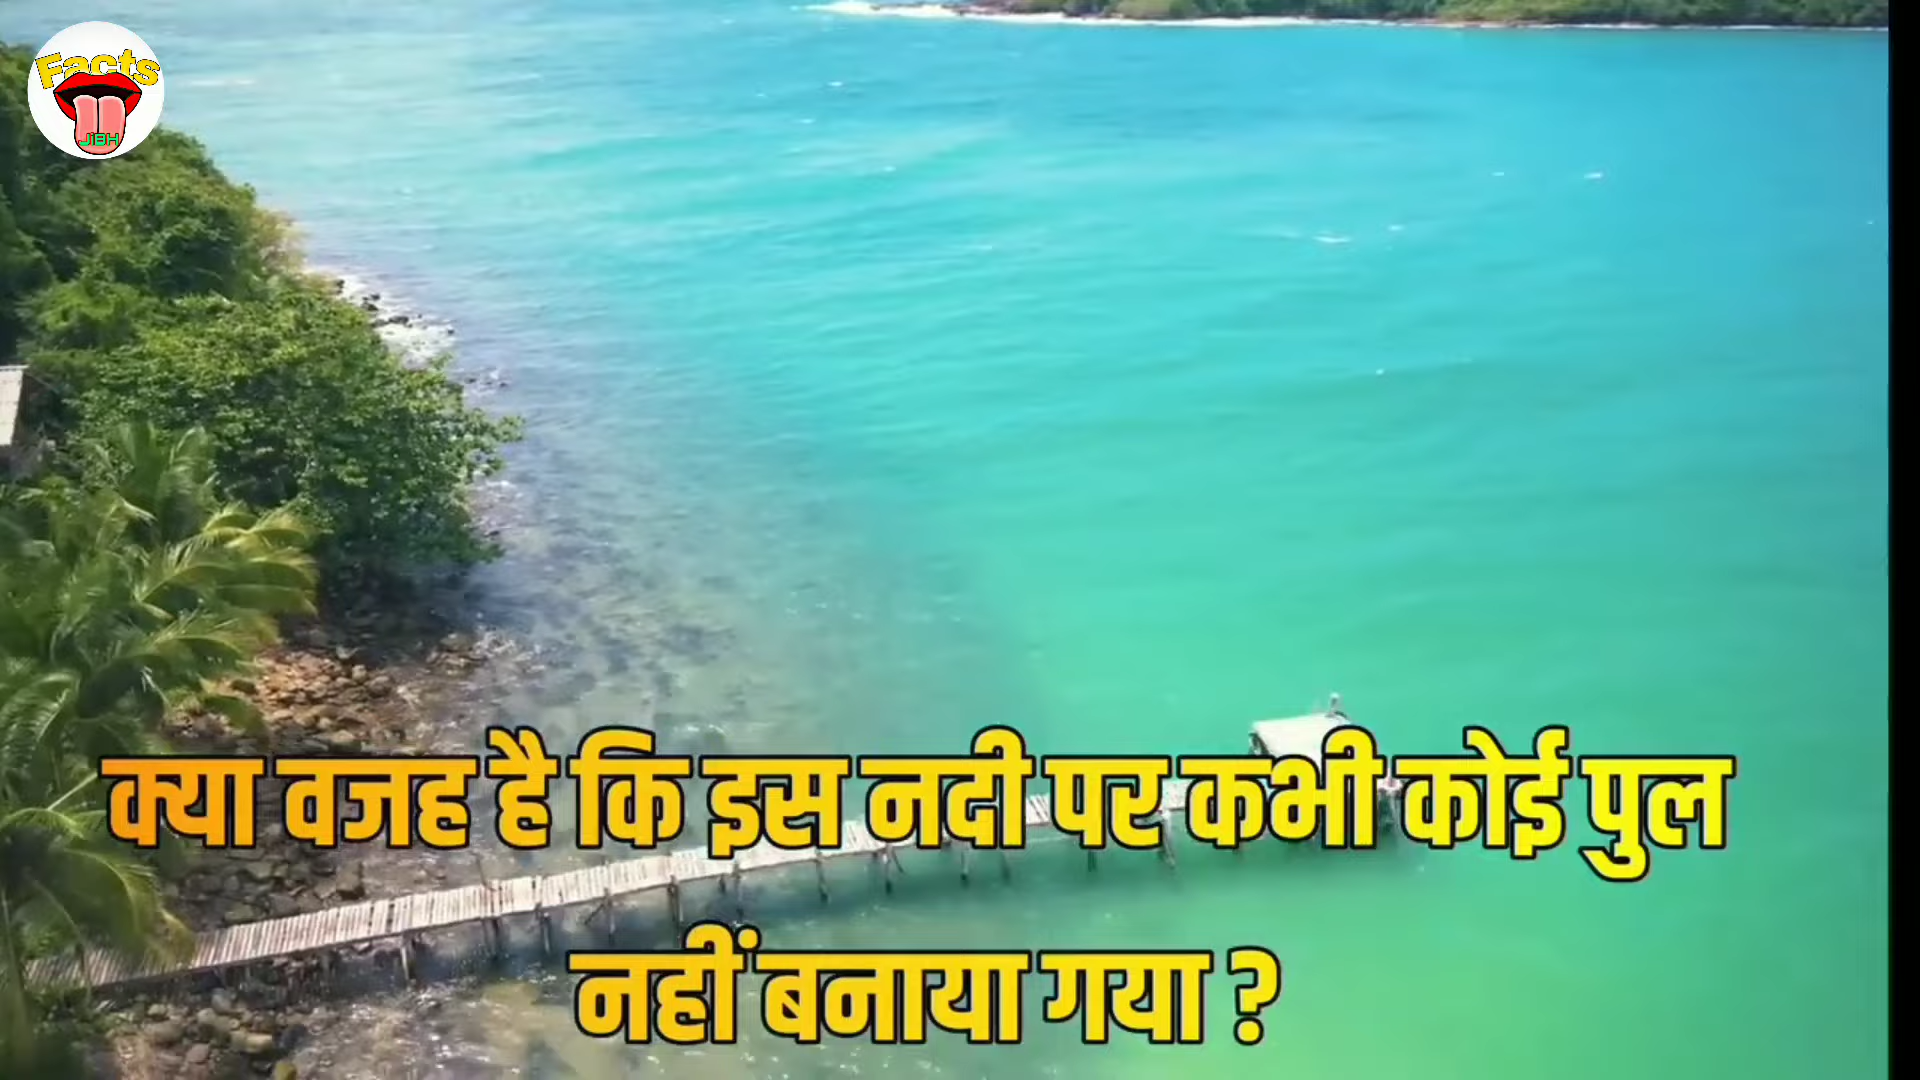 Facts
JiBH
क्या वजह है कि इस नदी पर कभी कोई पुल
नहीं बनाया गया ?